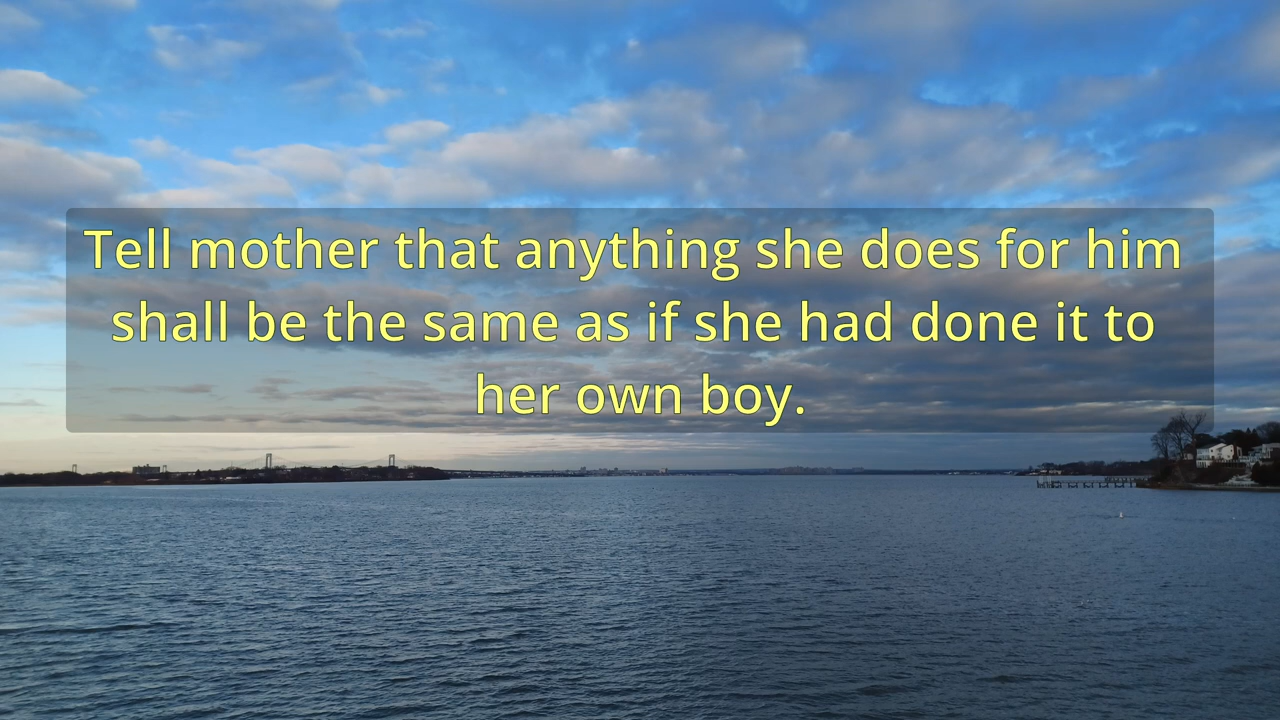 Tell mother that anything she does for him
shall be the same as if she had done it to
her own boy.